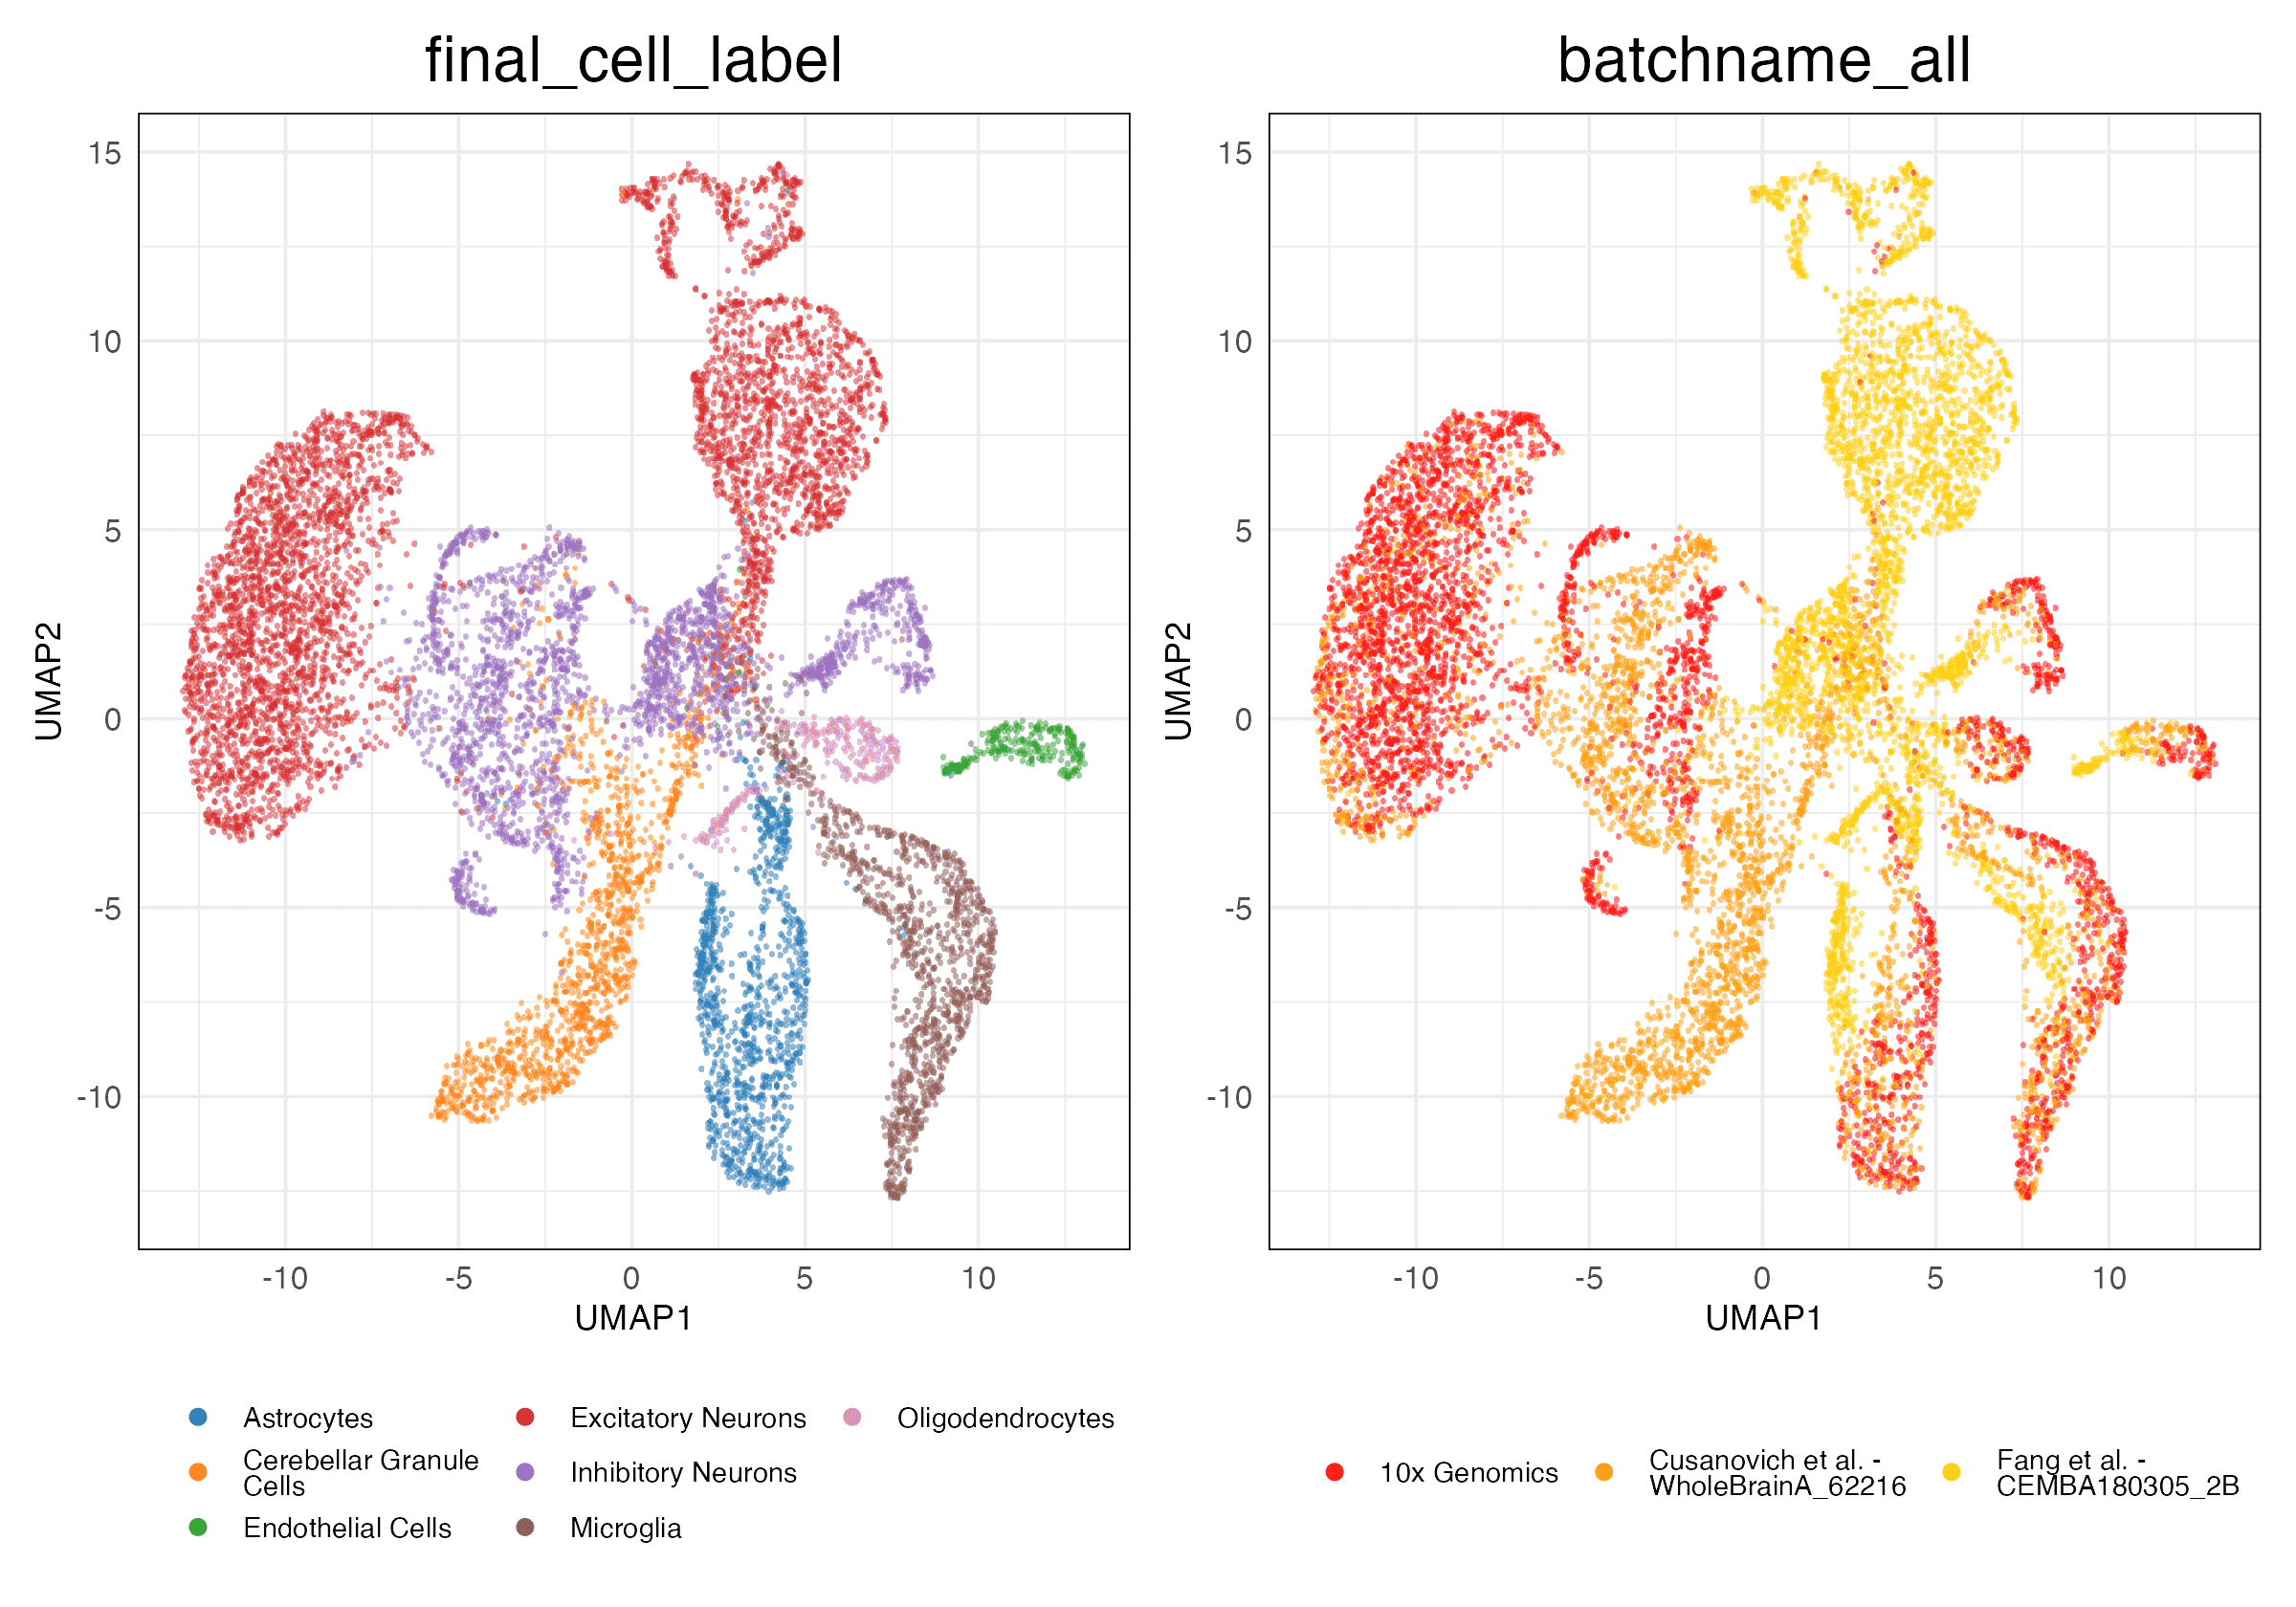 final_cell_label
batchname_all
15
10
5
0
-5
-10
UMAP2
-10
-5
0
5
10
UMAP1
15
10
5
0
-5
-10
UMAP2
-10
-5
0
5
10
UMAP1
Astrocytes
Cerebellar Granule
Cells
Endothelial Cells
Excitatory Neurons
Inhibitory Neurons
Microglia
Oligodendrocytes
10x Genomics
Cusanovich et al. -
WholeBrainA_62216
Fang et al. -
CEMBA180305_2B